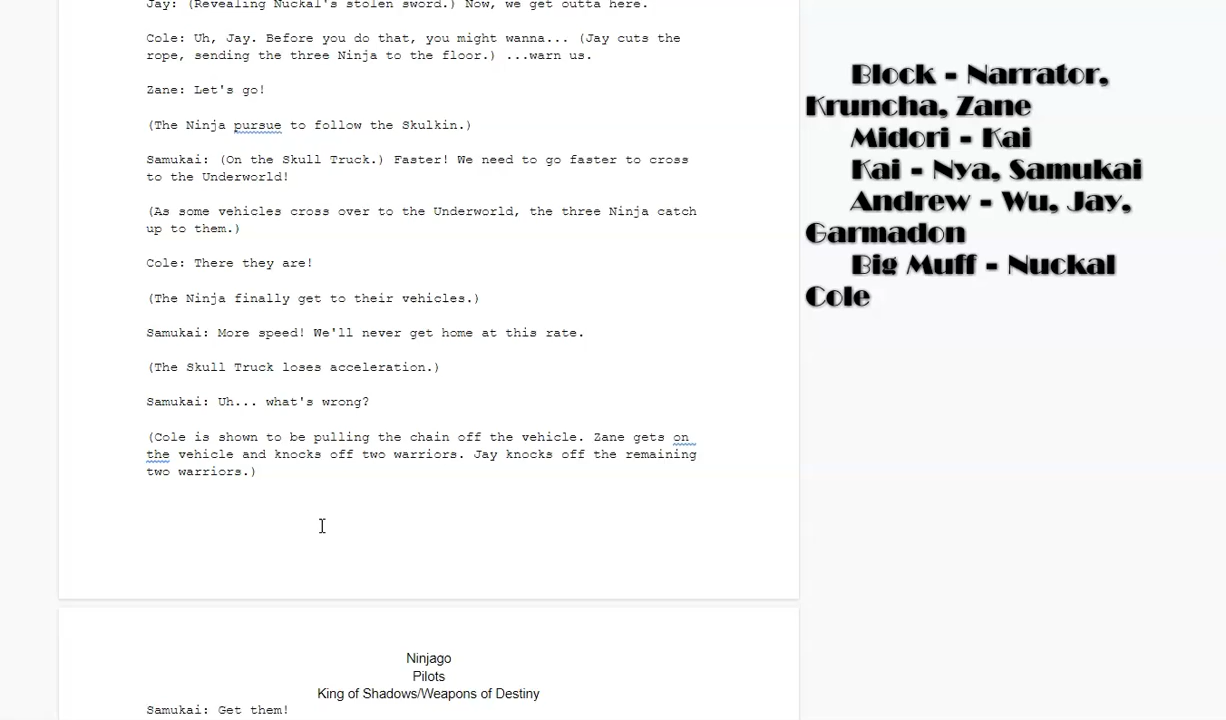 Jay: (Revealing Nuckal's stolen sword.) Now, we get outta here.
Cole: Uh, Jay. Before you do that, you might wanna... (Jay cuts the
rope, sending the three Ninja to the floor.) ...warn us.
Zane: Let's go!
(The Ninja pursue to follow the Skulkin.)
Samukai: (On the Skull Truck.) Faster! We need to go faster to cross
to the Underworld!
(As some vehicles cross over to the Underworld, the three Ninja catch
up to them.)
Cole: There they are!
(The Ninja finally get to their vehicles.)
Samukai: More speed! We'll never get home at this rate.
(The Skull Truck loses acceleration.)
Samukai: Uh... what's wrong?
(Cole is shown to be pulling the chain off the vehicle. Zane gets on
the vehicle and knocks off two warriors. Jay knocks off the remaining
two warriors.)
Ninjago
Pilots
King of Shadows/Weapons of Destiny
Samukai: Get them!
Block - Narrator,
Kruncha, Zane
Midori - Kai
Kai - Nya, Samukai
Andrew - Wu, Jay,
Garmadon
Big Muff - Nuckal
Cole